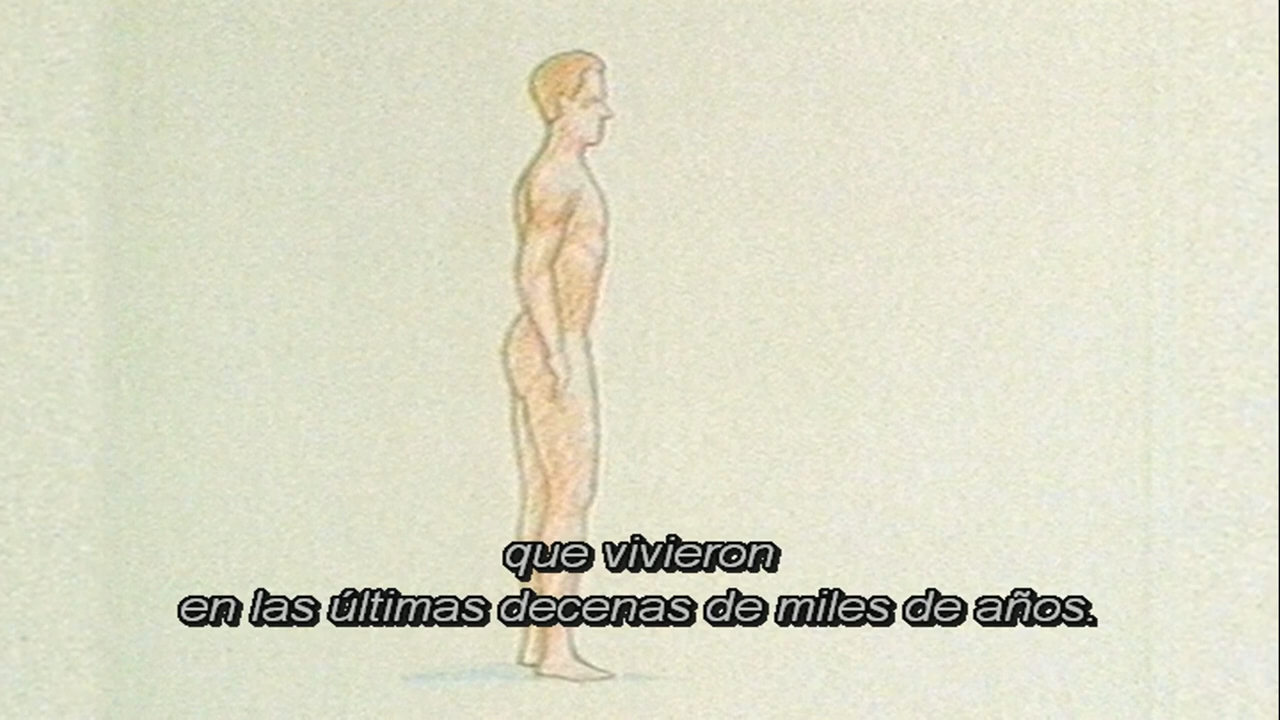 que vivieron
en las últimas decenas de miles de años.